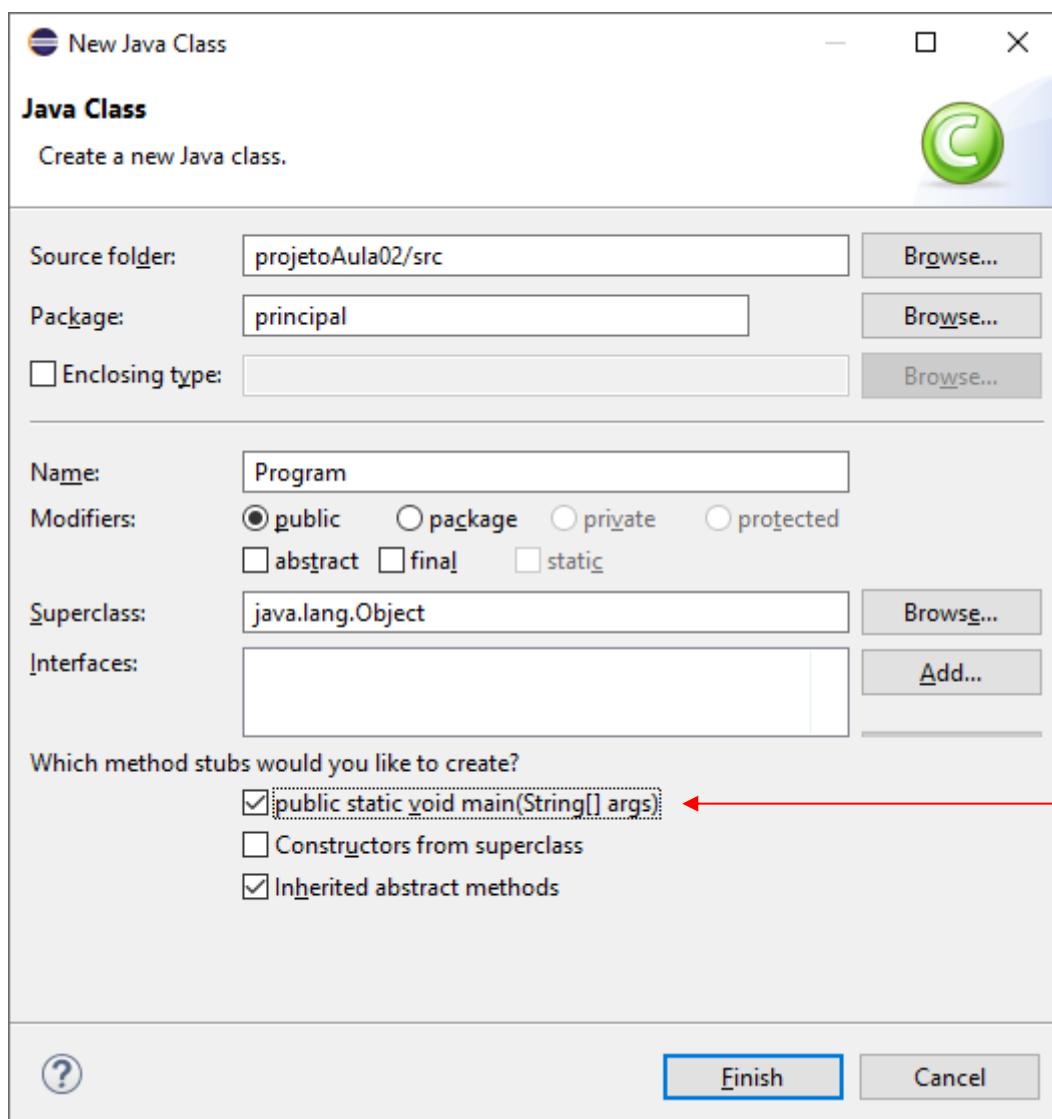 New Java Class
Java Class
Create a new Java class.
Source folder: projetoAula02/src Browse...
Package: principal Browse...
Enclosing type: Browse...
Name: Program
Modifiers: public package private protected
abstract final static
Superclass: java.lang.Object Browse...
Interfaces: Add...
Which method stubs would you like to create?
public static void main(String[] args)
Constructors from superclass
Inherited abstract methods
? Finish Cancel